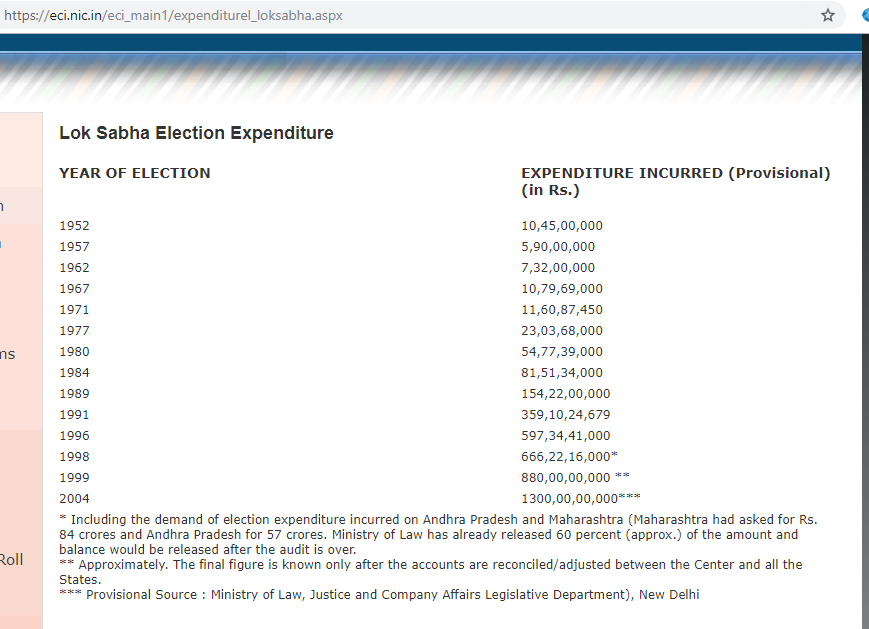 https://eci.nic.in/eci_main1/expenditurel_loksabha.aspx
Lok Sabha Election Expenditure
YEAR OF ELECTION EXPENDITURE INCURRED (Provisional)
(in Rs.)
1952 10,45,00,000
1957 5,90,00,000
1962 7,32,00,000
1967 10,79,69,000
1971 11,60,87,450
1977 23,03,68,000
1980 54,77,39,000
1984 81,51,34,000
1989 154,22,00,000
1991 359,10,24,679
1996 597,34,41,000
1998 666,22,16,000*
1999 880,00,00,000 **
2004 1300,00,00,000***
* Including the demand of election expenditure incurred on Andhra Pradesh and Maharashtra (Maharashtra had asked for Rs.
84 crores and Andhra Pradesh for 57 crores. Ministry of Law has already released 60 percent (approx.) of the amount and
balance would be released after the audit is over.
** Approximately. The final figure is known only after the accounts are reconciled/adjusted between the Center and all the
States.
*** Provisional Source : Ministry of Law, Justice and Company Affairs Legislative Department), New Delhi
Roll